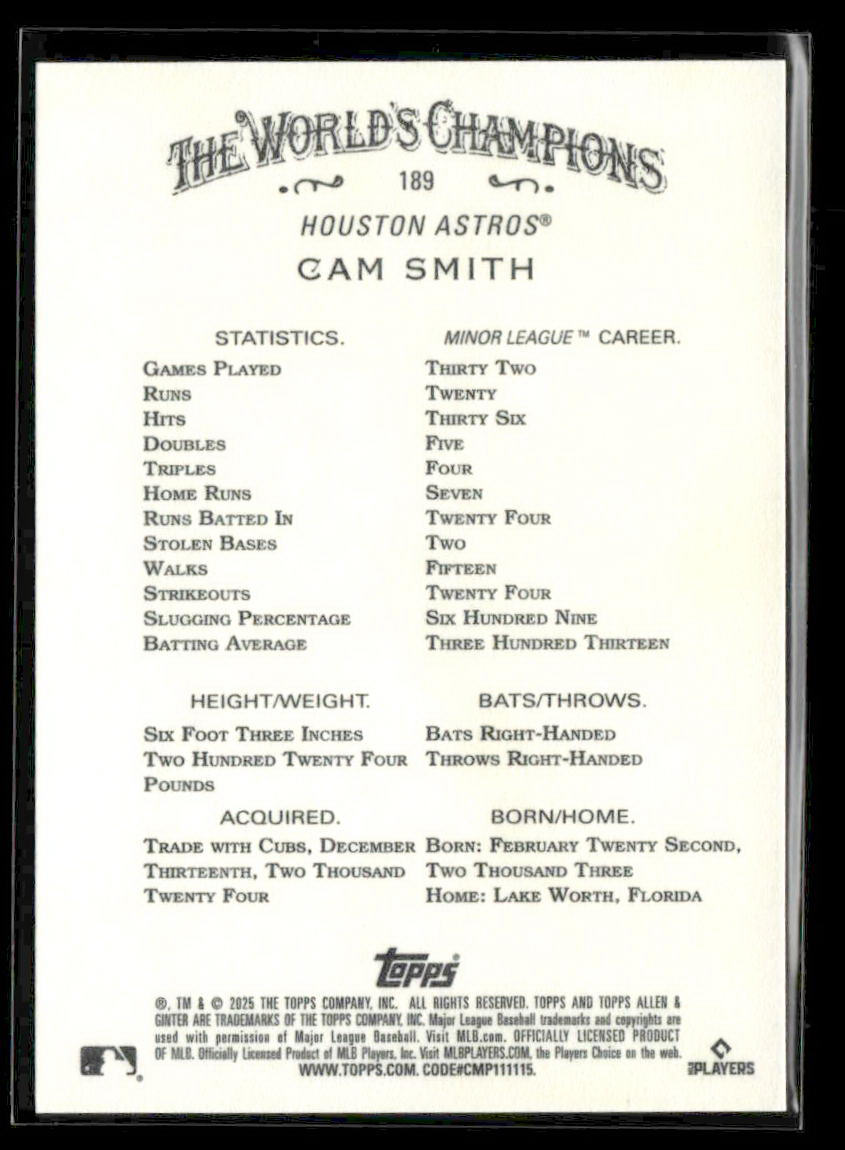 THE WORLD'S CHAMPIONS
189
HOUSTON ASTROS®
CAM SMITH
STATISTICS. MINOR LEAGUE™ CAREER.
GAMES PLAYED THIRTY TWO
RUNS TWENTY
HITS THIRTY SIX
DOUBLES FIVE
TRIPLES FOUR
HOME RUNS SEVEN
RUNS BATTED IN TWENTY FOUR
STOLEN BASES TWO
WALKS FIFTEEN
STRIKEOUTS TWENTY FOUR
SLUGGING PERCENTAGE SIX HUNDRED NINE
BATTING AVERAGE THREE HUNDRED THIRTEEN
HEIGHT/WEIGHT. BATS/THROWS.
SIX FOOT THREE INCHES BATS RIGHT-HANDED
TWO HUNDRED TWENTY FOUR THROWS RIGHT-HANDED
POUNDS
ACQUIRED. BORN/HOME.
TRADE WITH CUBS, DECEMBER BORN: FEBRUARY TWENTY SECOND,
THIRTEENTH, TWO THOUSAND TWO THOUSAND THREE
TWENTY FOUR HOME: LAKE WORTH, FLORIDA
Topps
®, TM & © 2025 THE TOPPS COMPANY, INC. ALL RIGHTS RESERVED. TOPPS AND TOPPS ALLEN &
GINTER ARE TRADEMARKS OF THE TOPPS COMPANY, INC. Major League Baseball trademarks and copyrights are
used with permission of Major League Baseball. Visit MLB.com. OFFICIALLY LICENSED PRODUCT
OF MLB. Officially Licensed Product of MLB Players, Inc. Visit MLBPLAYERS.COM, the Players Choice on the web.
WWW.TOPPS.COM. CODE#CMP111115.
MLB PLAYERS